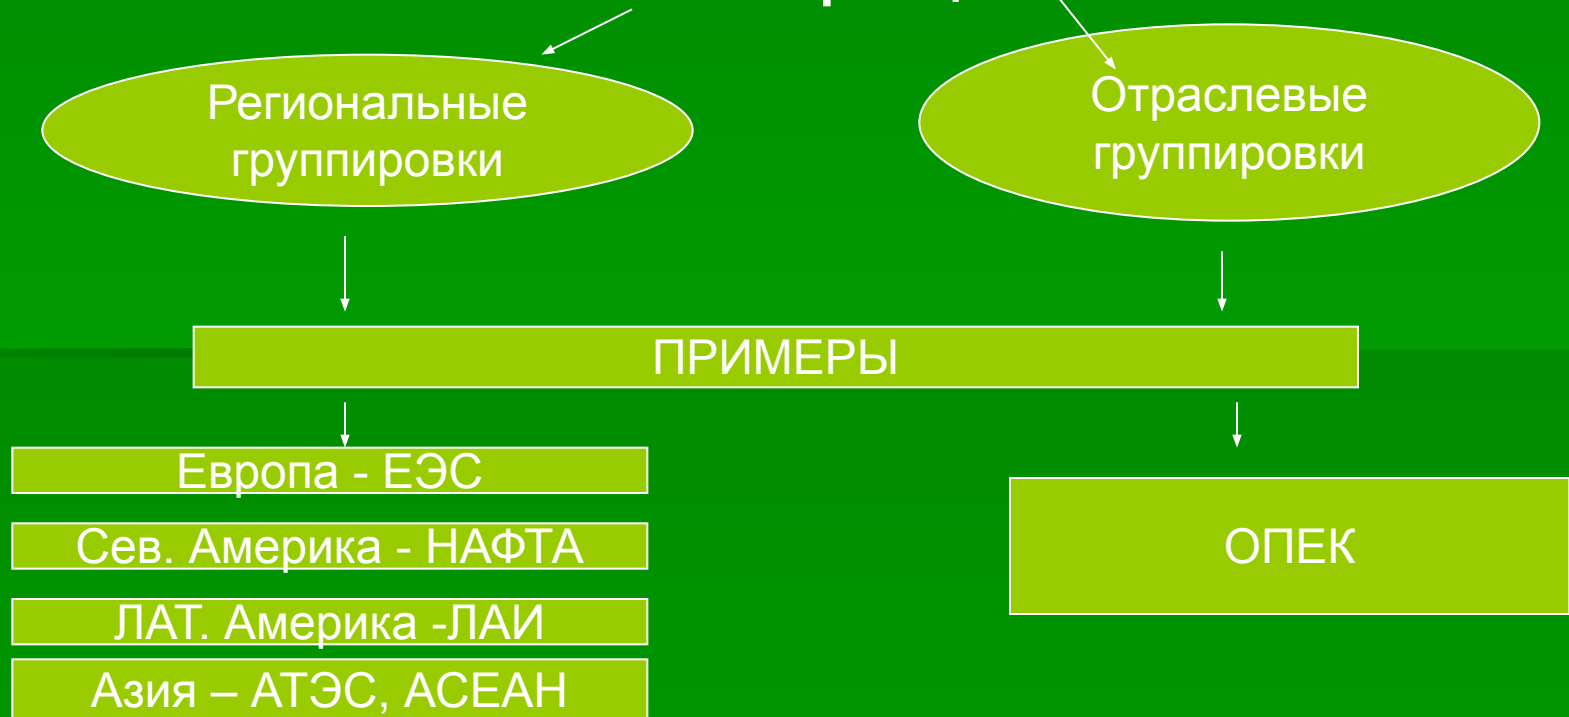 Региональные
группировки
Отраслевые
группировки
ПРИМЕРЫ
Европа - ЕЭС
Сев. Америка - НАФТА
ЛАТ. Америка -ЛАИ
Азия – АТЭС, АСЕАН
ОПЕК